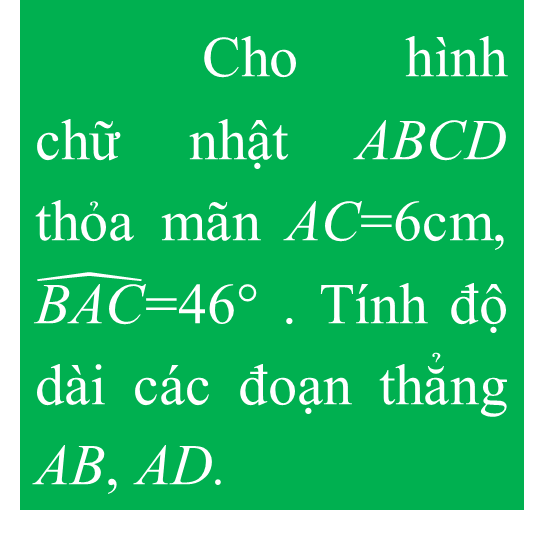 Cho hình
chữ nhật ABCD
thỏa mãn AC=6cm,
\widehat{BAC}=46° . Tính độ
dài các đoạn thẳng
AB, AD.